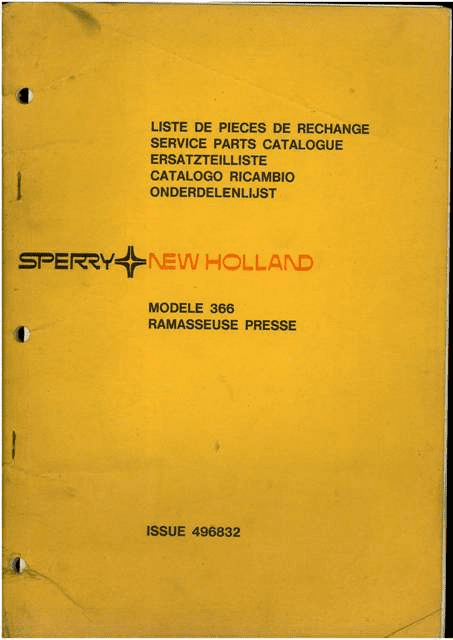 LISTE DE PIECES DE RECHANGE
SERVICE PARTS CATALOGUE
ERSATZTEILLISTE
CATALOGO RICAMBIO
ONDERDELENLIJST
SPERRY NEW HOLLAND
MODELE 366
RAMASSEUSE PRESSE
ISSUE 496832